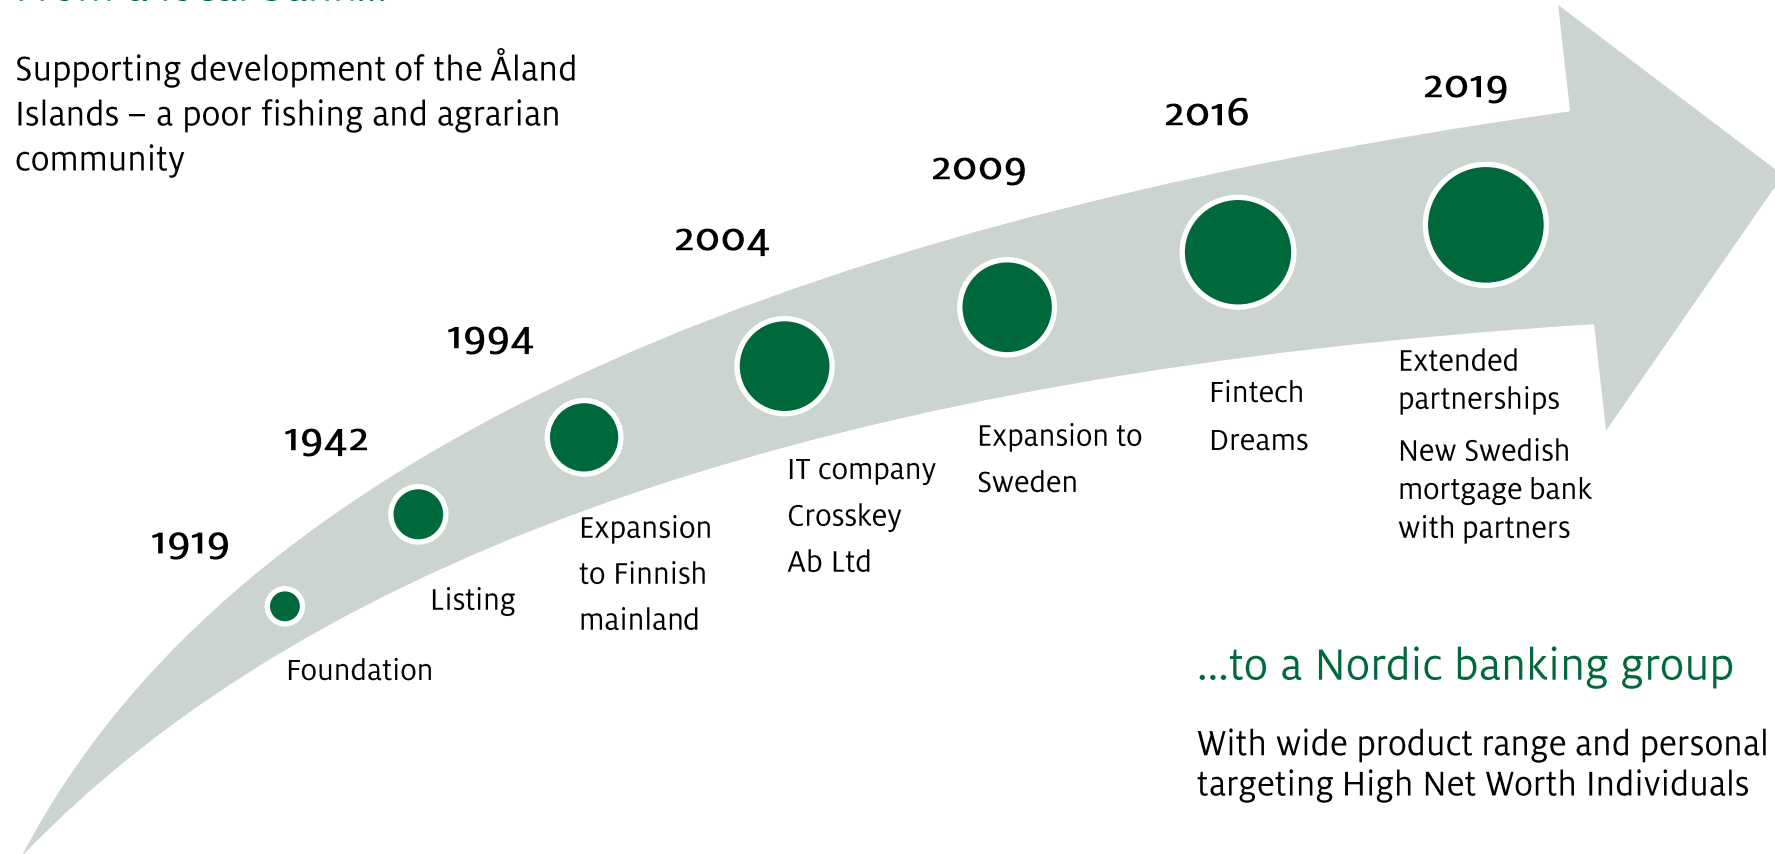 From a local bank...
Supporting development of the Åland
Islands – a poor fishing and agrarian
community
1919
Foundation
1942
Listing
1994
Expansion
to Finnish
mainland
2004
IT company
Crosskey
Ab Ltd
2009
Expansion to
Sweden
2016
Fintech
Dreams
2019
Extended
partnerships
New Swedish
mortgage bank
with partners
...to a Nordic banking group
With wide product range and personal
targeting High Net Worth Individuals